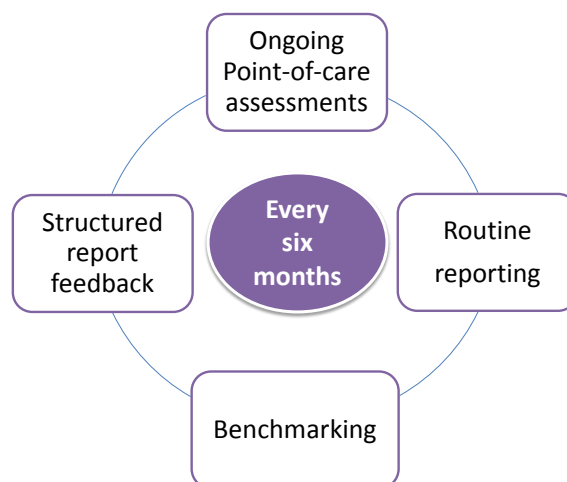 Ongoing
Point-of-care
assessments
Structured
report
feedback
Every
six
months
Routine
reporting
Benchmarking